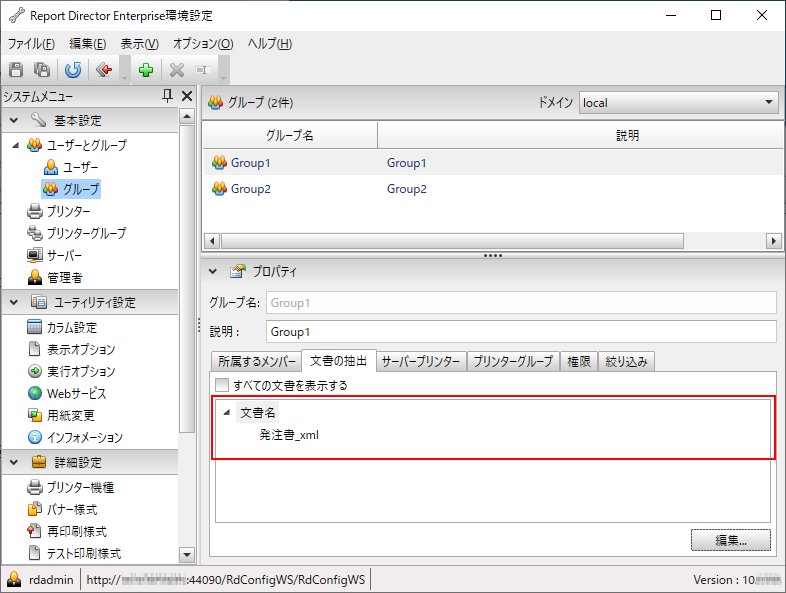 Report Director Enterprise環境設定
ファイル(F) 編集(E) 表示(V) オプション(O) ヘルプ(H)
システムメニュー
基本設定
ユーザーとグループ
ユーザー
グループ
プリンター
プリンターグループ
サーバー
管理者
ユーティリティ設定
カラム設定
表示オプション
実行オプション
Webサービス
用紙変更
インフォメーション
詳細設定
プリンター機種
バナー様式
再印刷様式
テスト印刷様式
グループ (2件) ドメイン local
グループ名 説明
Group1 Group1
Group2 Group2
プロパティ
グループ名: Group1
説明 : Group1
所属するメンバー 文書の抽出 サーバープリンター プリンターグループ 権限 絞り込み
すべての文書を表示する
文書名
発注書_xml
編集...
rdadmin http:// :44090/RdConfigWS/RdConfigWS Version : 10.